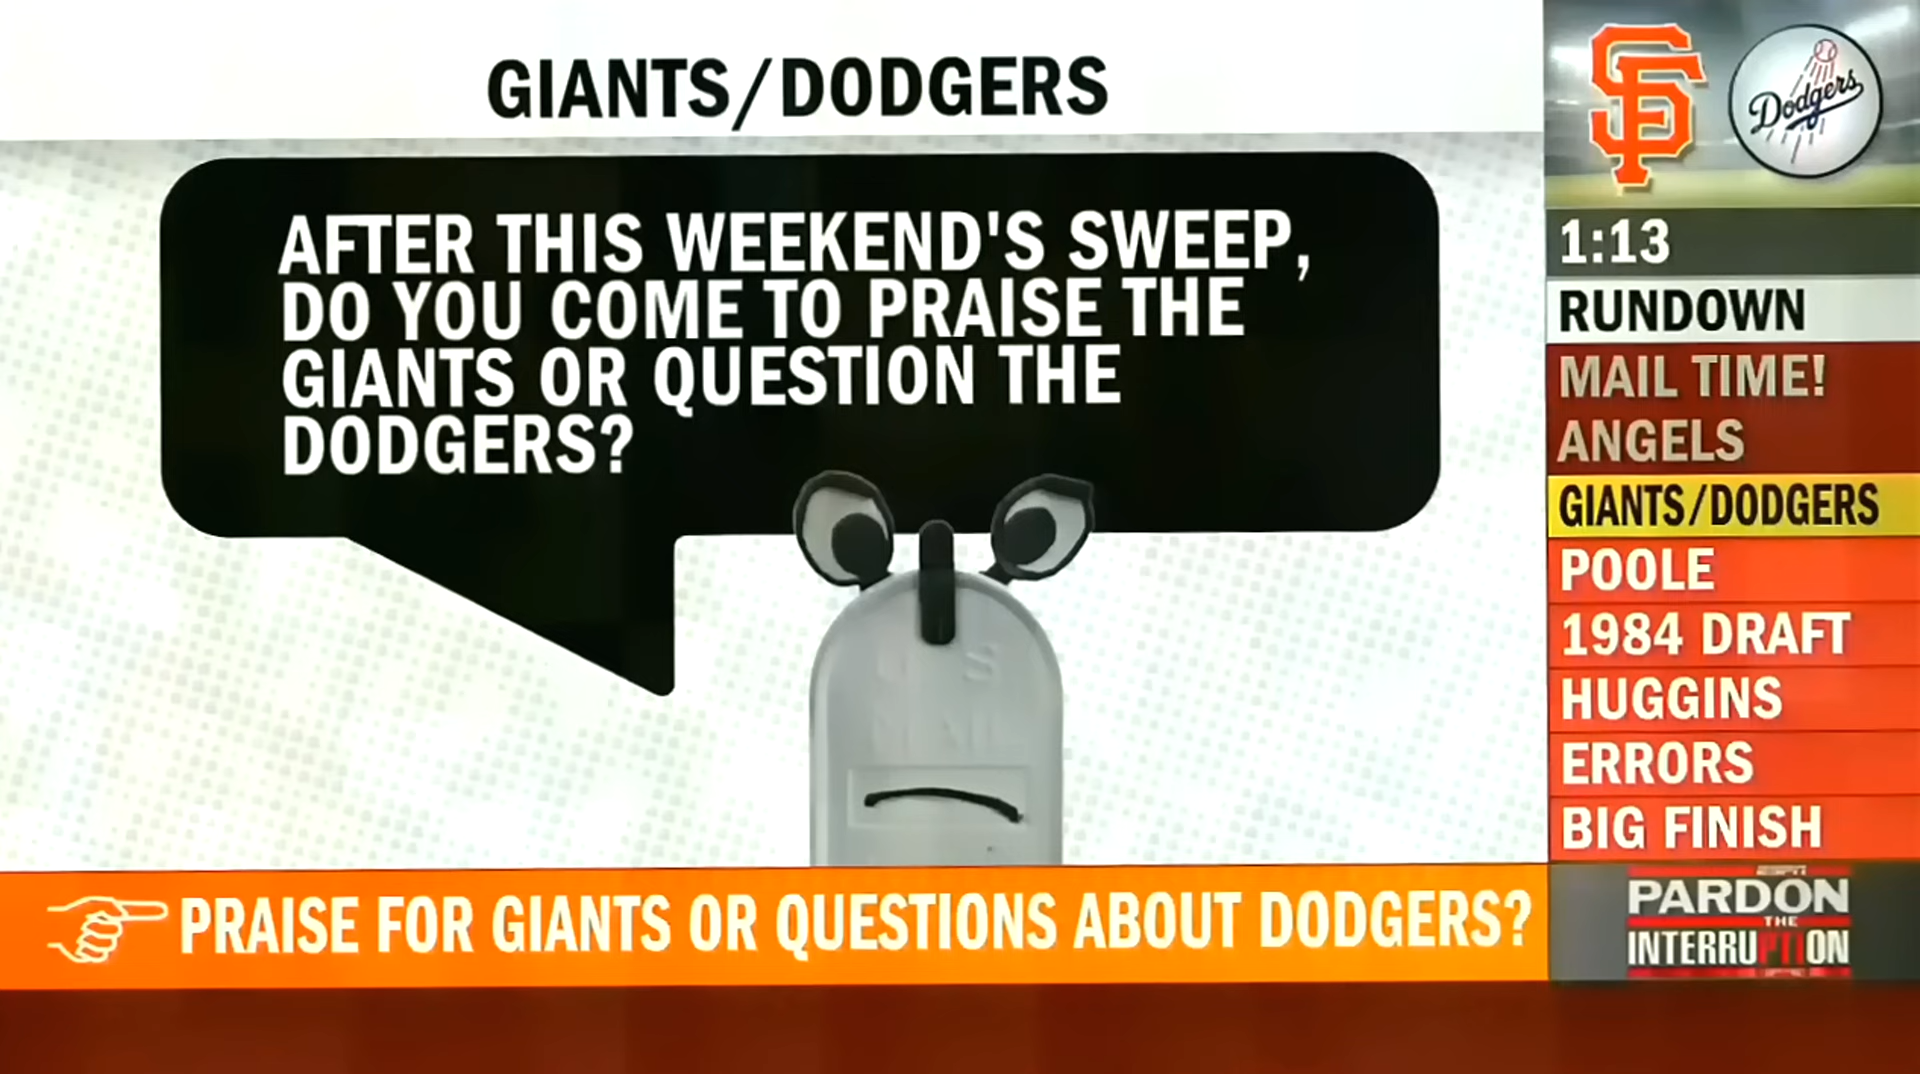 GIANTS/DODGERS
AFTER THIS WEEKEND'S SWEEP,
DO YOU COME TO PRAISE THE
GIANTS OR QUESTION THE
DODGERS?
U S
MAIL
PRAISE FOR GIANTS OR QUESTIONS ABOUT DODGERS?
SF
Dodgers
1:13
RUNDOWN
MAIL TIME!
ANGELS
GIANTS/DODGERS
POOLE
1984 DRAFT
HUGGINS
ERRORS
BIG FINISH
PARDON
THE
INTERRUPTION